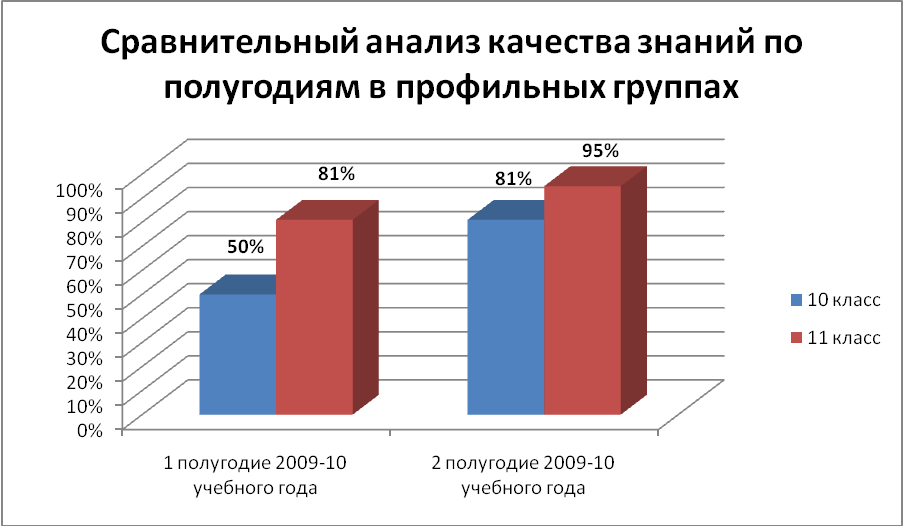 Сравнительный анализ качества знаний по
полугодиям в профильных группах
100%
90%
80%
70%
60%
50%
40%
30%
20%
10%
0%
50%
81%
81%
95%
1 полугодие 2009-10
учебного года
2 полугодие 2009-10
учебного года
10 класс
11 класс